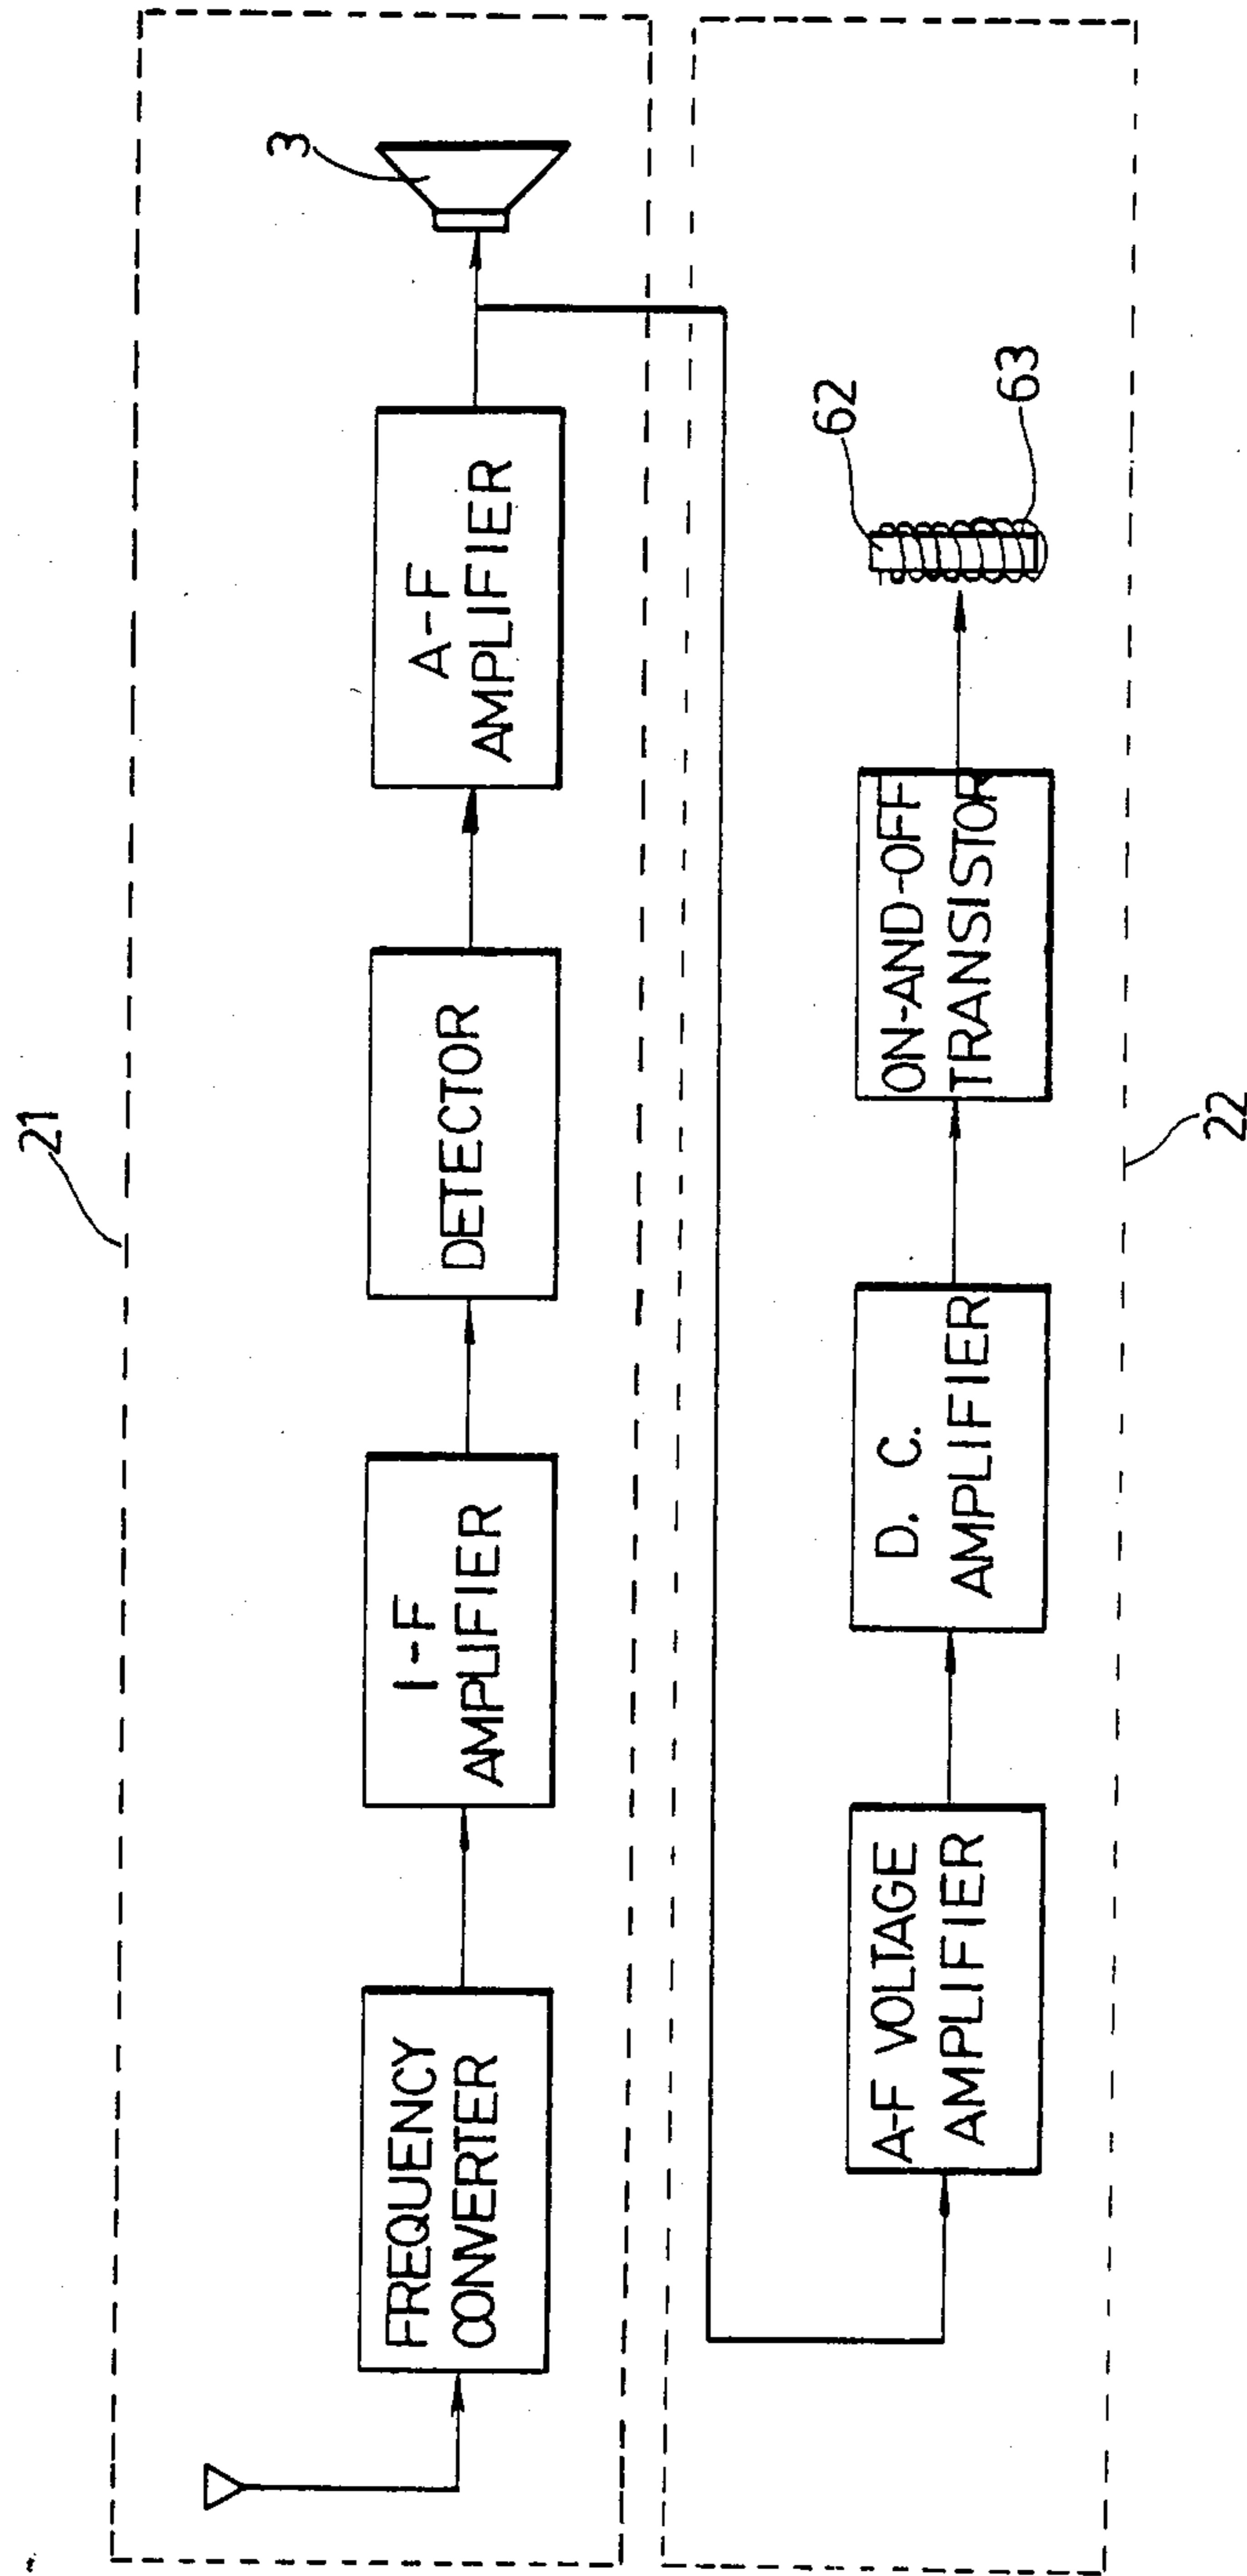 21
3
FREQUENCY
CONVERTER
I-F
AMPLIFIER
DETECTOR
A-F
AMPLIFIER
62
63
A-F VOLTAGE
AMPLIFIER
D. C.
AMPLIFIER
ON-AND-OFF
TRANSISTOR
22